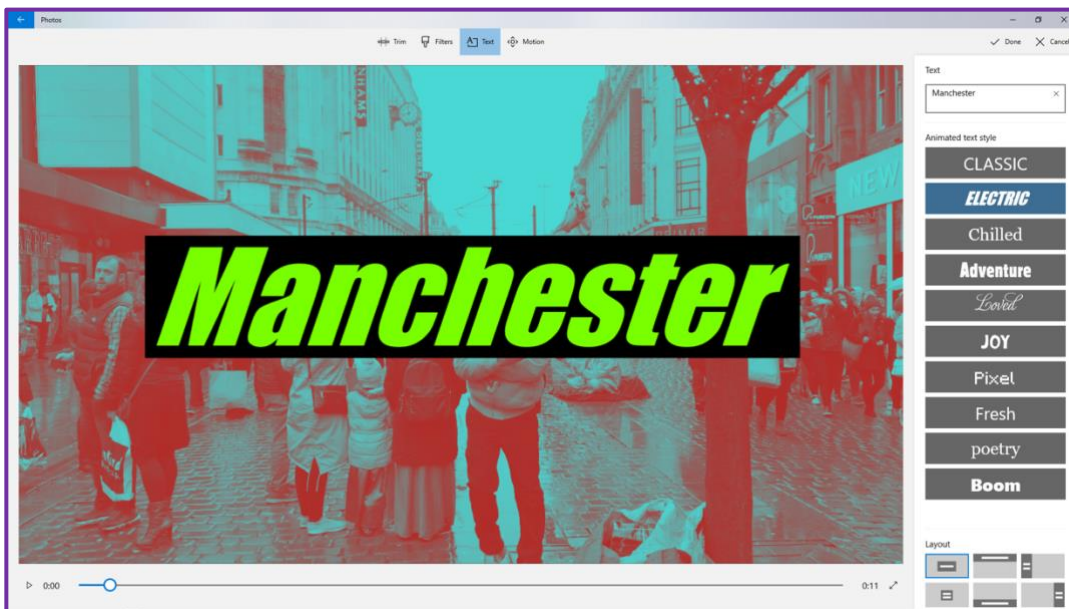 Photos
Trim Filters Text Motion Done Cancel
Text
Manchester
Animated text style
CLASSIC
ELECTRIC
Chilled
Adventure
Loved
JOY
Pixel
Fresh
poetry
Boom
Layout
Manchester
NEW
0:00 0:11